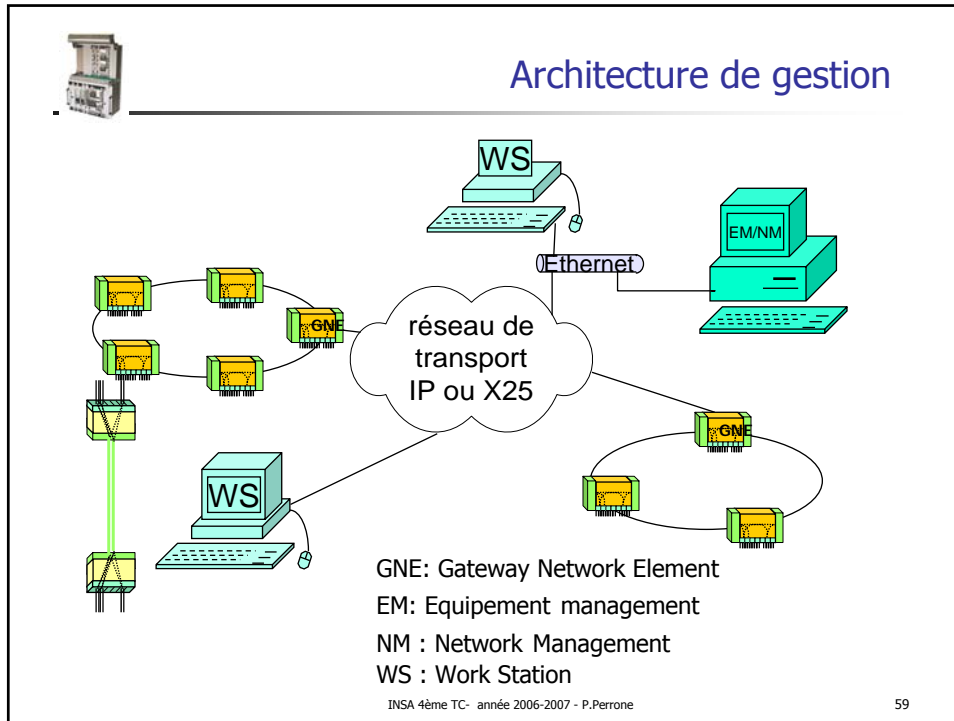 Architecture de gestion
WS
EM/NM
Ethernet
GNE
réseau de
transport
IP ou X25
GNE
WS
GNE: Gateway Network Element
EM: Equipement management
NM : Network Management
WS : Work Station
INSA 4ème TC- année 2006-2007 - P.Perrone
59